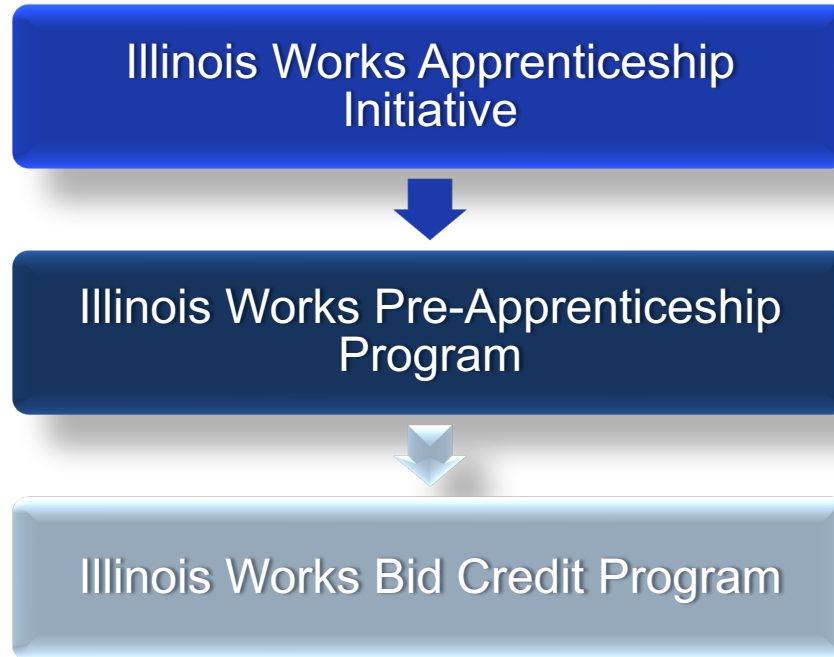 Illinois Works Apprenticeship
Initiative
Illinois Works Pre-Apprenticeship
Program
Illinois Works Bid Credit Program